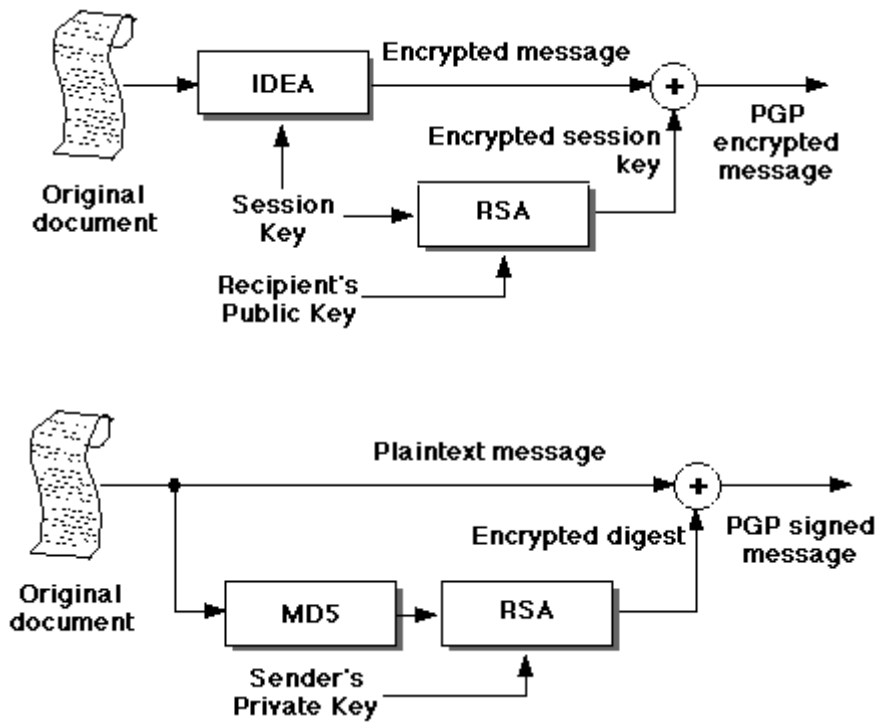 Encrypted message
IDEA
+
PGP
encrypted
message
Encrypted session
key
Original
document
Session
Key
RSA
Recipient's
Public Key
Plaintext message
+
Encrypted digest
PGP signed
message
Original
document
MD5
RSA
Sender's
Private Key